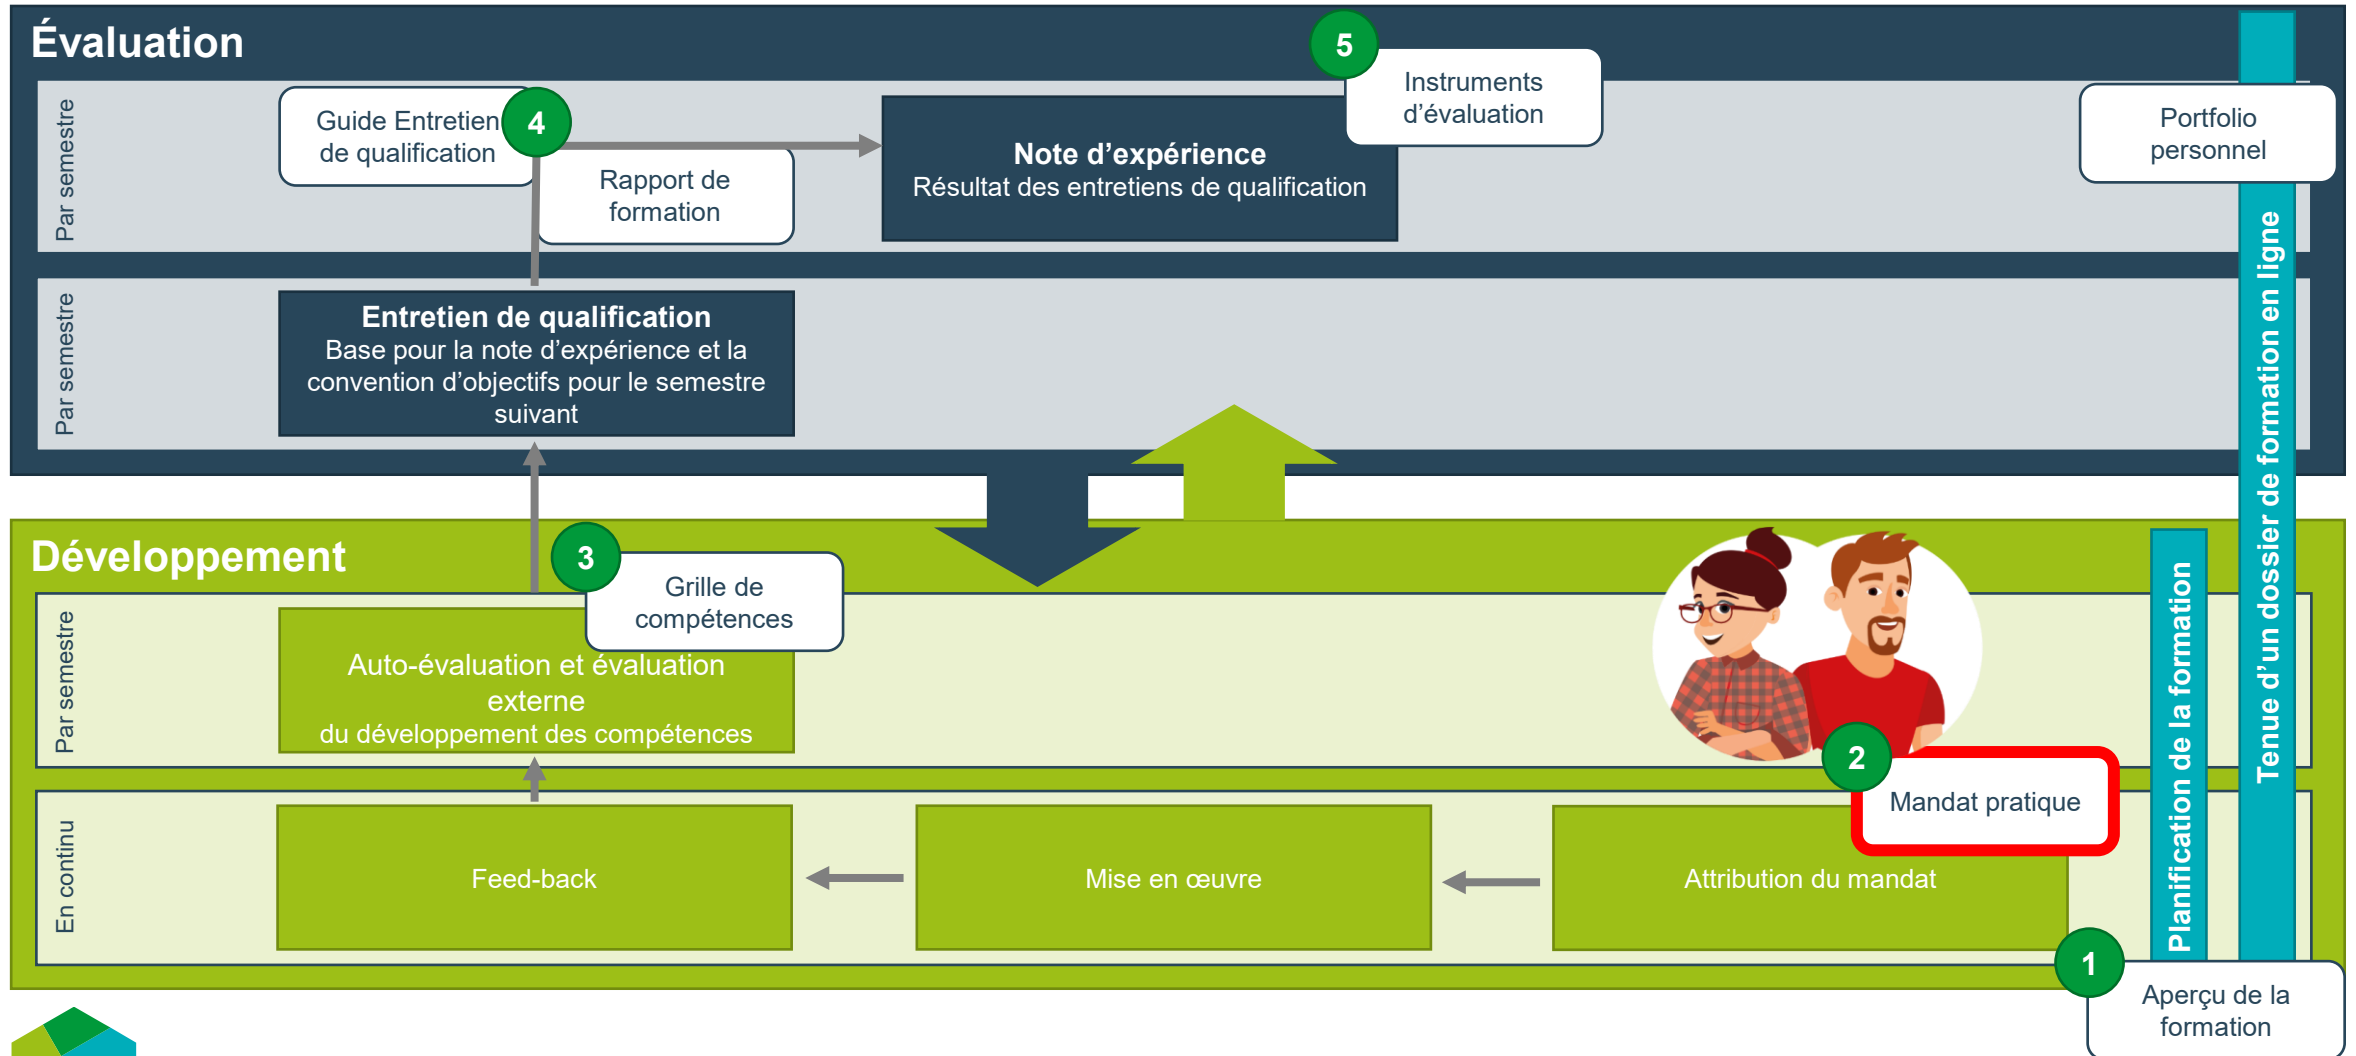 Évaluation
Par semestre
Guide Entretien
de qualification
4
Rapport de
formation
Note d’expérience
Résultat des entretiens de qualification
5
Instruments
d’évaluation
Portfolio
personnel
Par semestre
Entretien de qualification
Base pour la note d’expérience et la
convention d’objectifs pour le semestre
suivant
Tenue d’un dossier de formation en ligne
Développement
Par semestre
3
Grille de
compétences
Auto-évaluation et évaluation
externe
du développement des compétences
2
Mandat pratique
Planification de la formation
En continu
Feed-back
Mise en œuvre
Attribution du mandat
1
Aperçu de la
formation